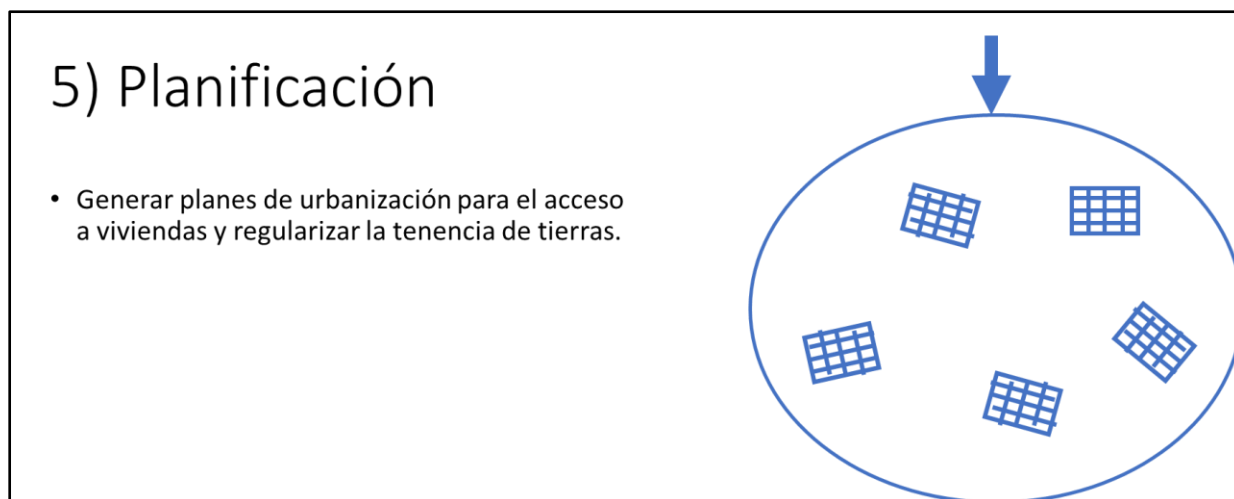 5) Planificación
• Generar planes de urbanización para el acceso
a viviendas y regularizar la tenencia de tierras.